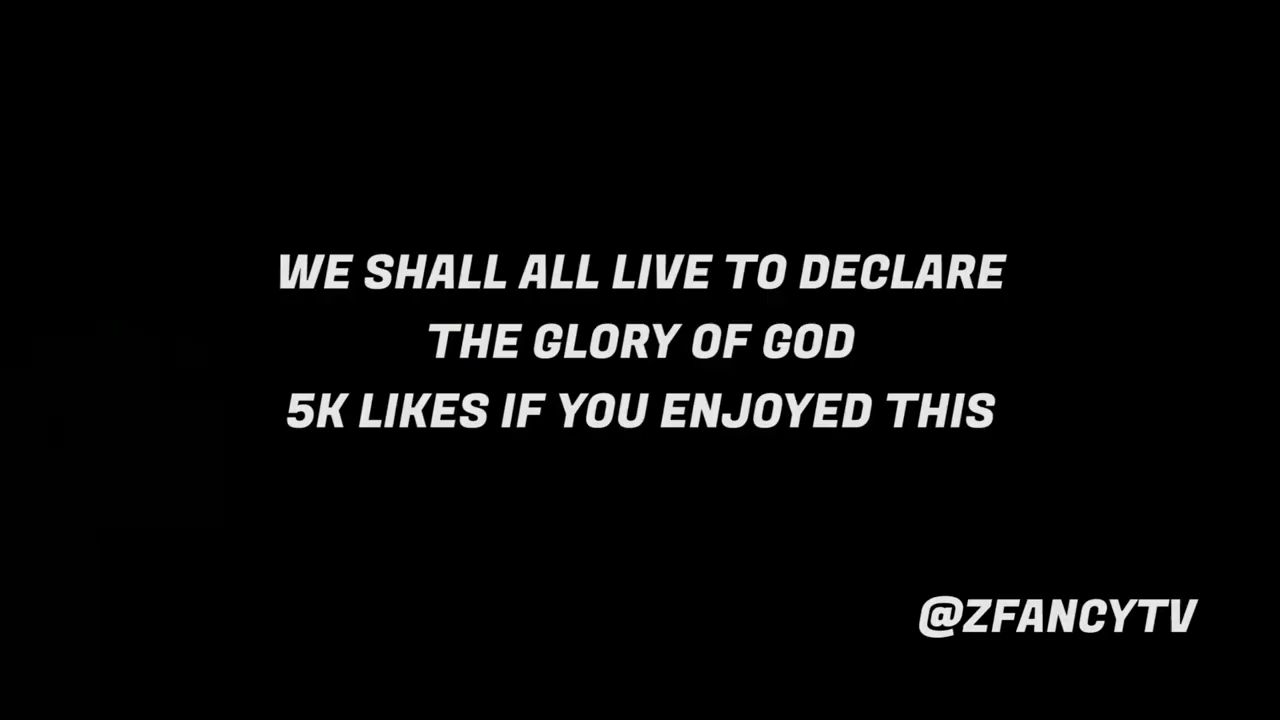 WE SHALL ALL LIVE TO DECLARE
THE GLORY OF GOD
5K LIKES IF YOU ENJOYED THIS
@ZFANCYTV